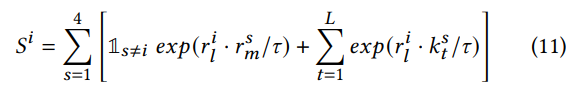 $S^i = \sum_{s=1}^{4} \left[ \mathbb{1}_{s \neq i} \, exp(r_l^i \cdot r_m^s / \tau) + \sum_{t=1}^{L} exp(r_l^i \cdot k_t^s / \tau) \right] \quad (11)$